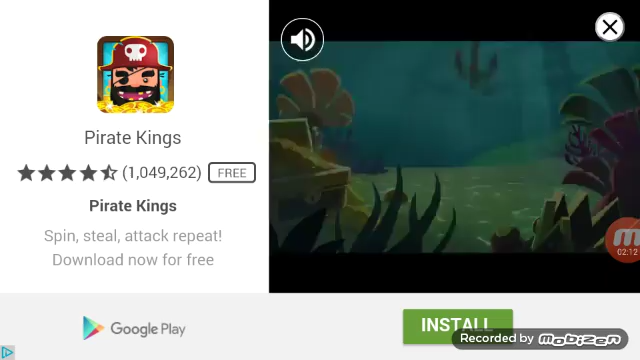 Pirate Kings
(1,049,262) FREE
Pirate Kings
Spin, steal, attack repeat!
Download now for free
02:12
Google Play
INSTALL
Recorded by mobizen